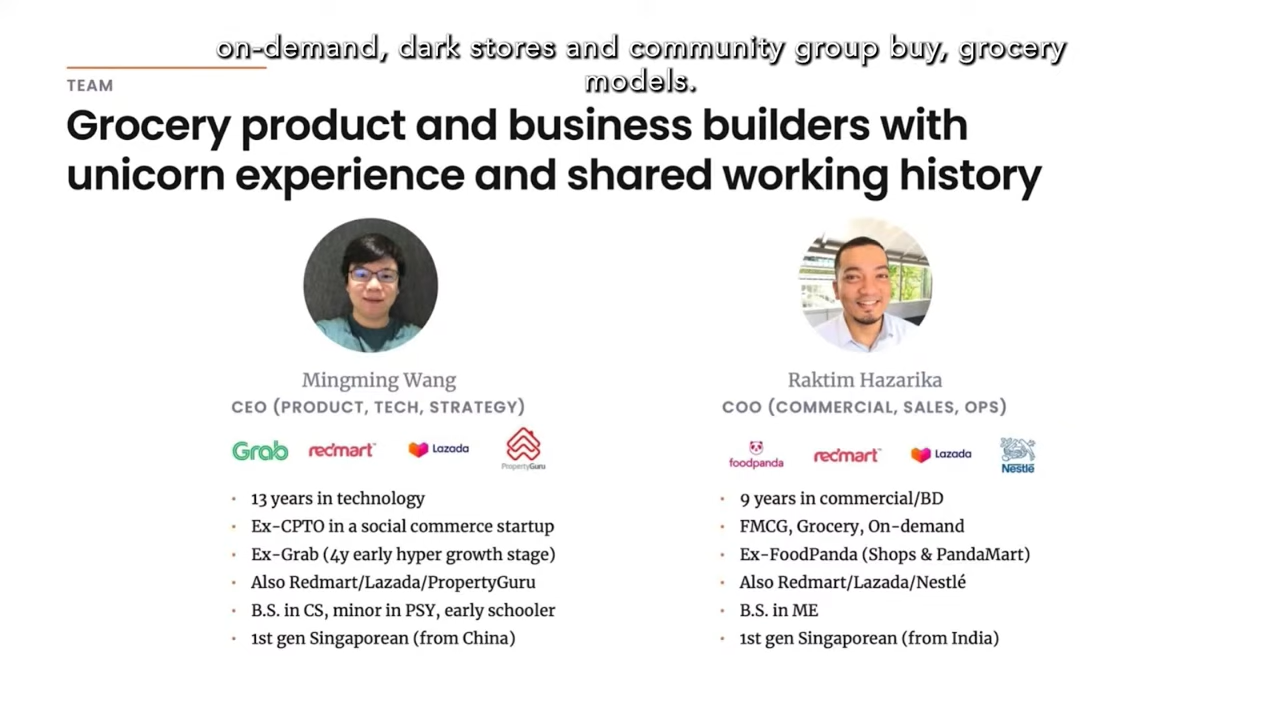 on-demand, dark stores and community group buy, grocery
models.
TEAM
Grocery product and business builders with
unicorn experience and shared working history
Mingming Wang
CEO (PRODUCT, TECH, STRATEGY)
Grab redmart™ Lazada PropertyGuru
· 13 years in technology
· Ex-CPTO in a social commerce startup
· Ex-Grab (4y early hyper growth stage)
· Also Redmart/Lazada/PropertyGuru
· B.S. in CS, minor in PSY, early schooler
· 1st gen Singaporean (from China)
Raktim Hazarika
COO (COMMERCIAL, SALES, OPS)
foodpanda redmart™ Lazada Nestlé
· 9 years in commercial/BD
· FMCG, Grocery, On-demand
· Ex-FoodPanda (Shops & PandaMart)
· Also Redmart/Lazada/Nestlé
· B.S. in ME
· 1st gen Singaporean (from India)